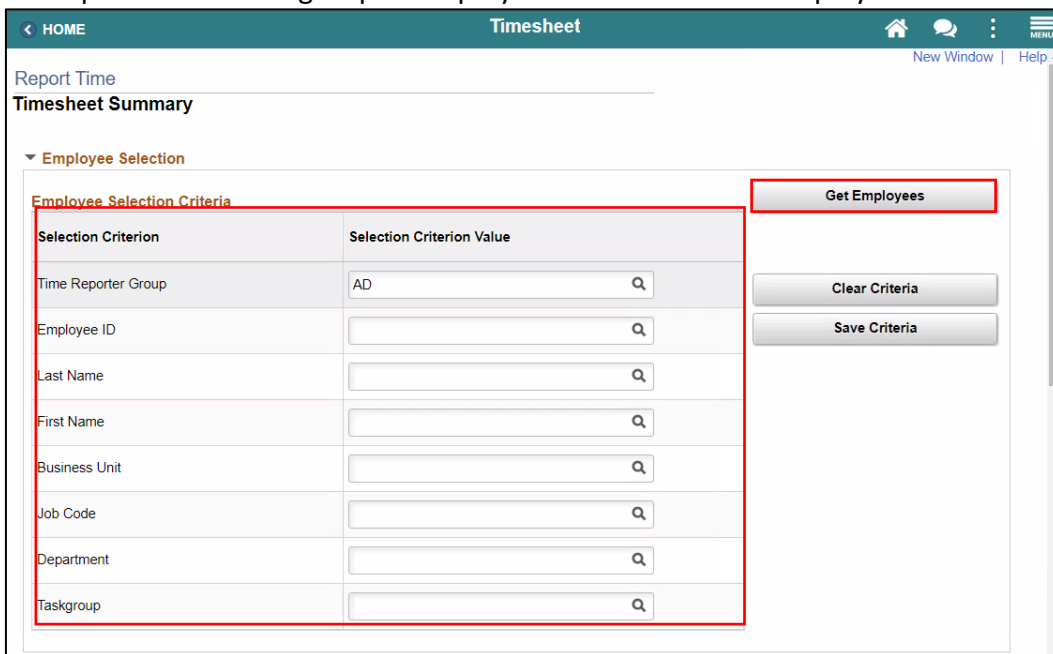 HOME Timesheet MENU
New Window | Help
Report Time
Timesheet Summary
Employee Selection
Employee Selection Criteria Get Employees
Selection Criterion Selection Criterion Value
Time Reporter Group AD Clear Criteria
Employee ID Save Criteria
Last Name
First Name
Business Unit
Job Code
Department
Taskgroup